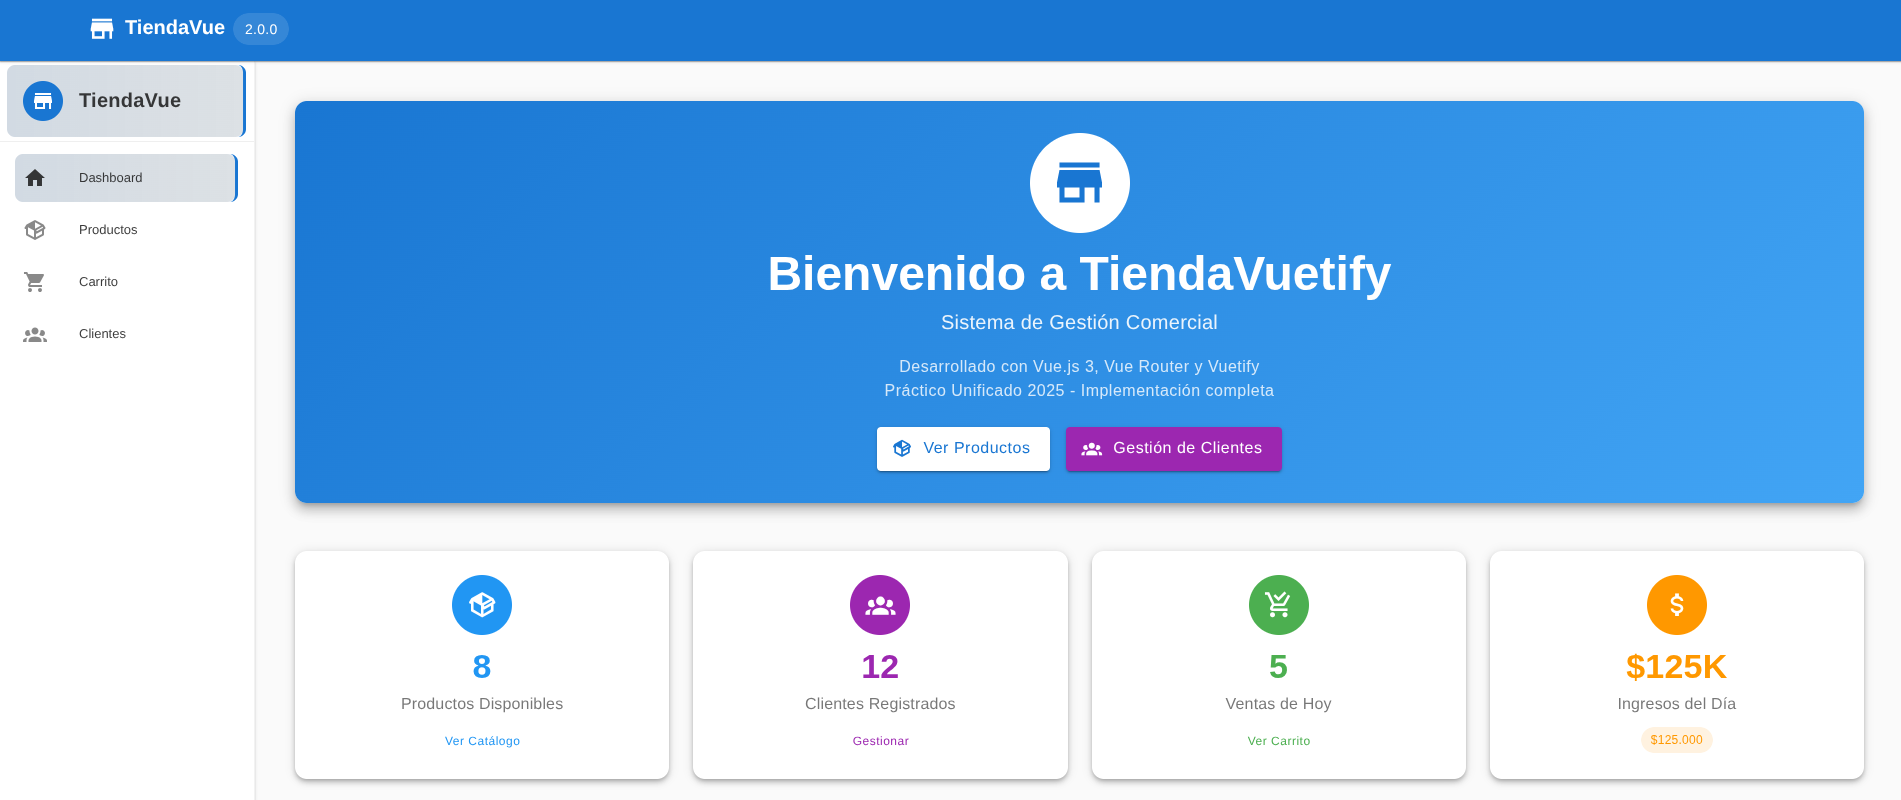 TiendaVue 2.0.0
TiendaVue
Dashboard
Productos
Carrito
Clientes
Bienvenido a TiendaVuetify
Sistema de Gestión Comercial
Desarrollado con Vue.js 3, Vue Router y Vuetify
Práctico Unificado 2025 - Implementación completa
Ver Productos
Gestión de Clientes
8
Productos Disponibles
Ver Catálogo
12
Clientes Registrados
Gestionar
5
Ventas de Hoy
Ver Carrito
$125K
Ingresos del Día
$125.000